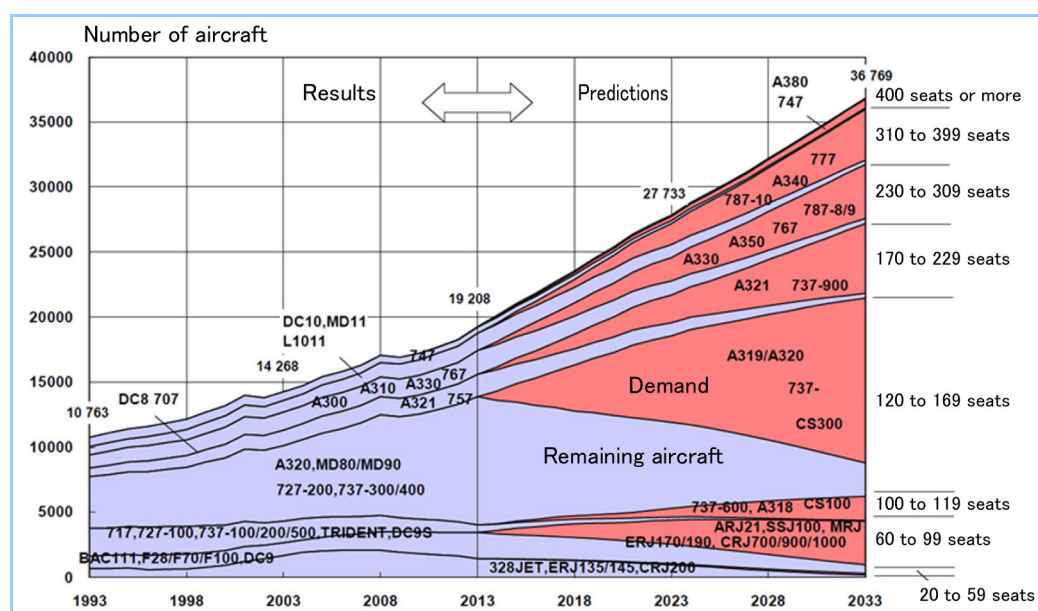 Number of aircraft
40000
35000
30000
25000
20000
15000
10000
5000
0
1993
1998
2003
2008
2013
2018
2023
2028
2033
Results
Predictions
10 763
14 268
19 208
27 733
36 769
A380
747
777
A340
787-10
787-8/9
767
A350
A330
A321
737-900
A319/A320
737-
CS300
Demand
Remaining aircraft
DC10,MD11
L1011
747
767
A330
A310
757
A321
A300
DC8 707
A320,MD80/MD90
727-200,737-300/400
717,727-100,737-100/200/500,TRIDENT,DC9S
BAC111,F28/F70/F100,DC9
737-600, A318
CS100
ARJ21,SSJ100, MRJ
ERJ170/190, CRJ700/900/1000
328JET,ERJ135/145,CRJ200
400 seats or more
310 to 399 seats
230 to 309 seats
170 to 229 seats
120 to 169 seats
100 to 119 seats
60 to 99 seats
20 to 59 seats